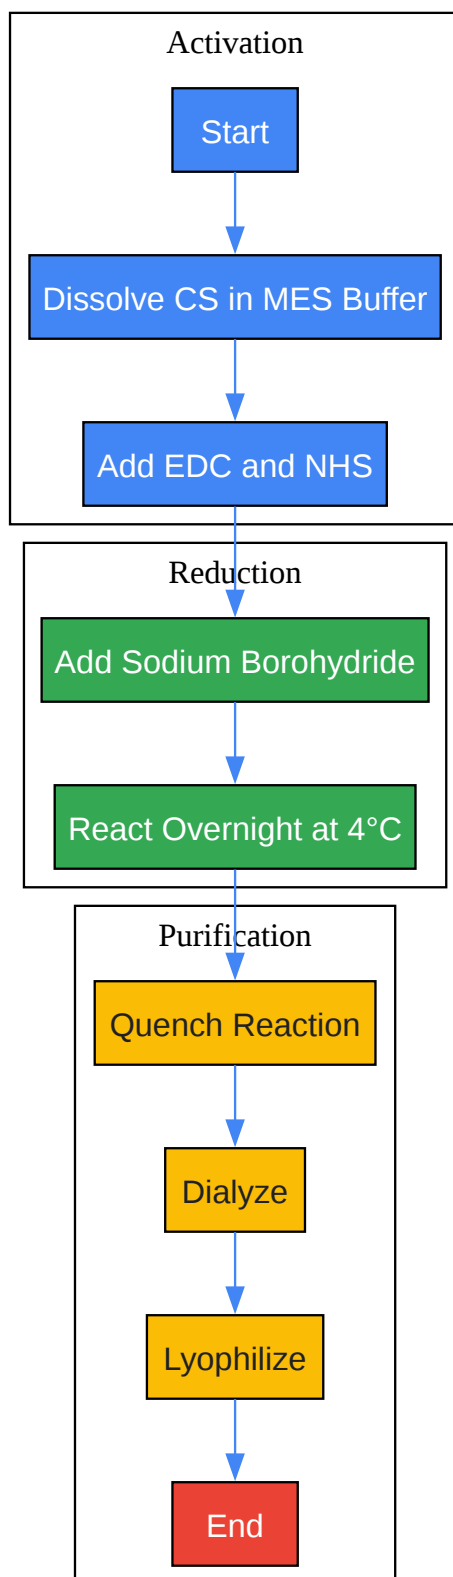 Activation
Start
Dissolve CS in MES Buffer
Add EDC and NHS
Reduction
Add Sodium Borohydride
React Overnight at 4°C
Purification
Quench Reaction
Dialyze
Lyophilize
End